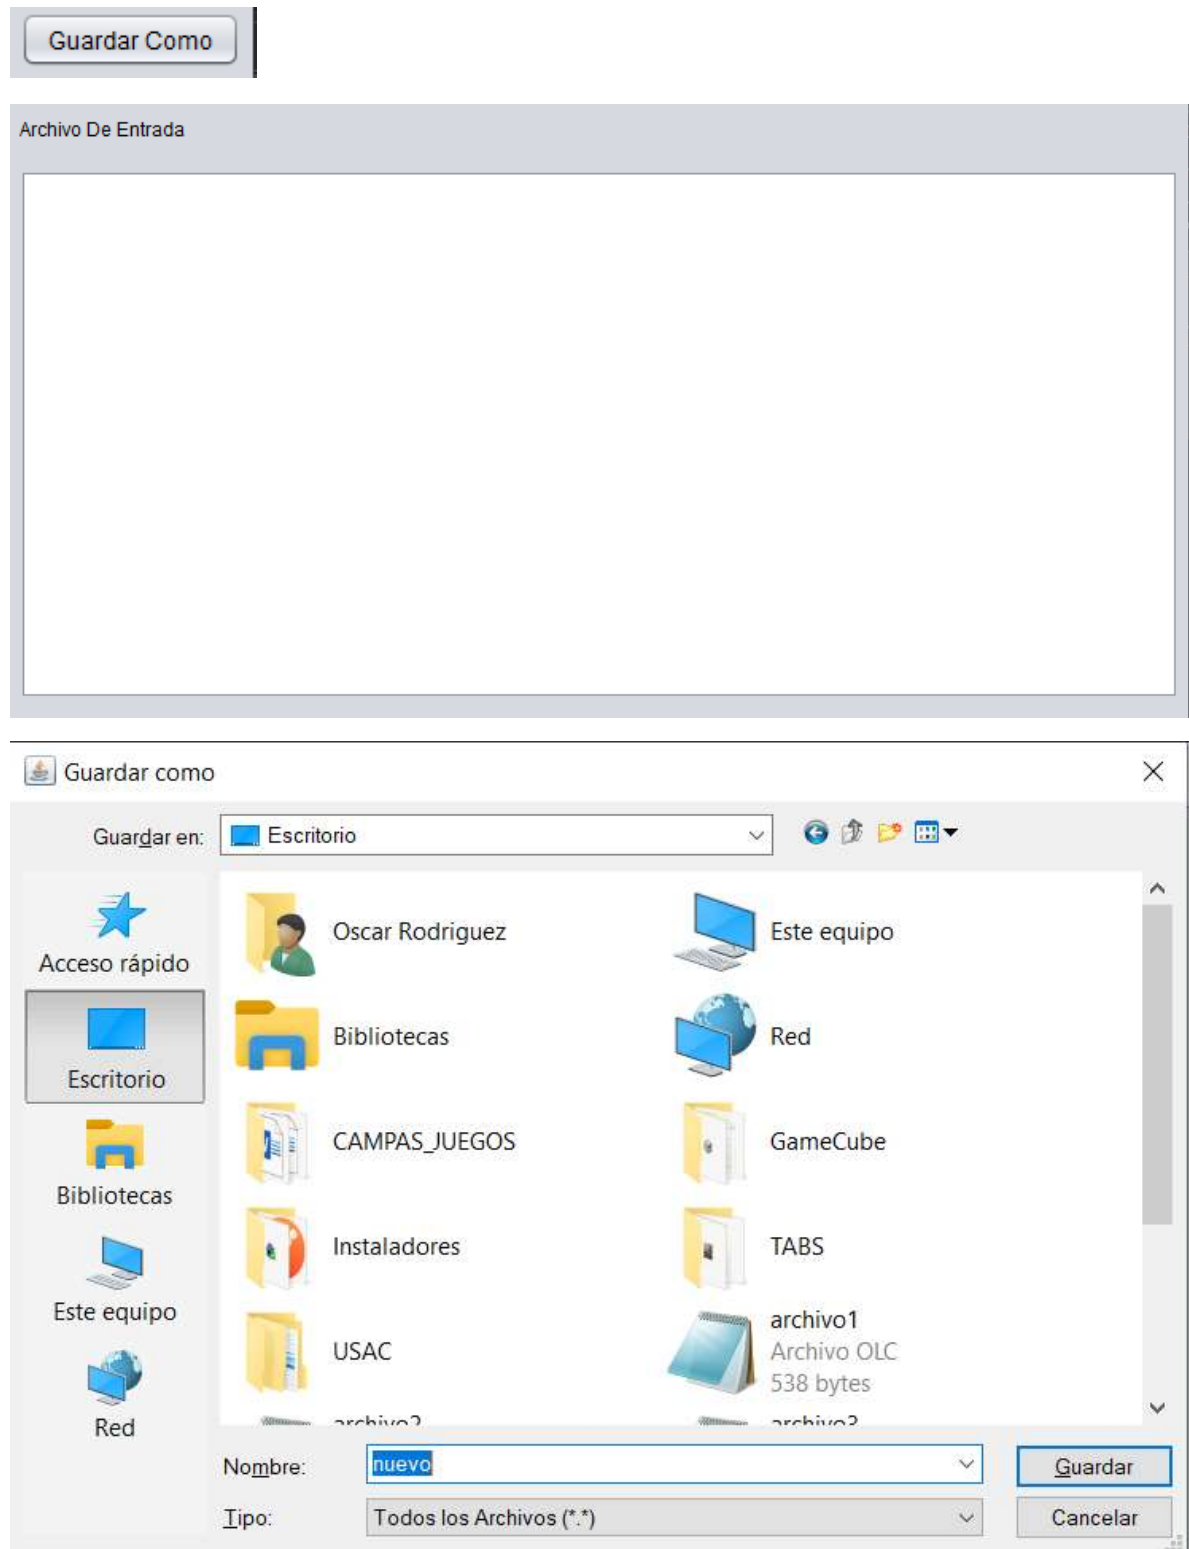 Guardar Como
Archivo De Entrada
Guardar como
Guardar en:
Escritorio
Acceso rápido
Escritorio
Bibliotecas
Este equipo
Red
Oscar Rodriguez
Este equipo
Bibliotecas
Red
CAMPAS_JUEGOS
GameCube
Instaladores
TABS
USAC
archivo1
Archivo OLC
538 bytes
archivo2
archivo3
Nombre:
nuevo
Guardar
Tipo:
Todos los Archivos (*.*)
Cancelar